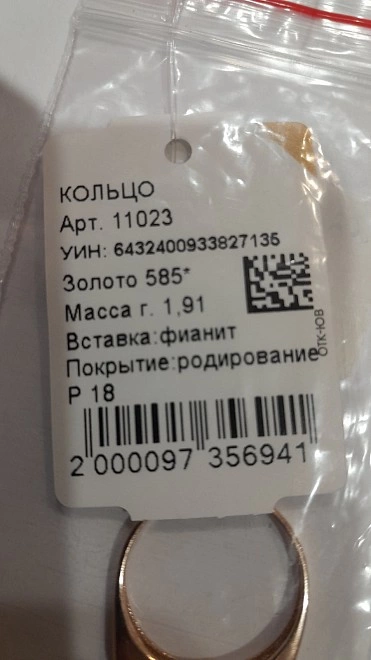 КОЛЬЦО
Арт. 11023
УИН: 6432400933827135
Золото 585*
Масса г. 1,91
Вставка:фианит
Покрытие:родирование
Р 18
ОТК-ЮВ
2 000097 356941